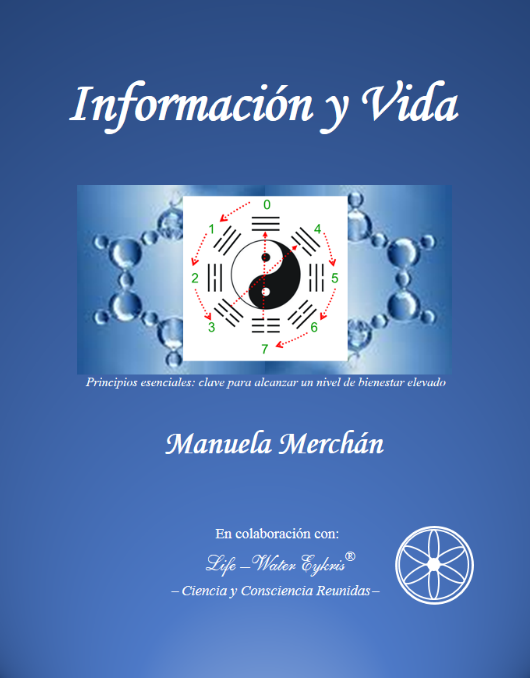 Información y Vida
0
1
4
2
5
3
6
7
Principios esenciales: clave para alcanzar un nivel de bienestar elevado
Manuela Merchán
En colaboración con:
Life – Water Eykris®
– Ciencia y Consciencia Reunidas –